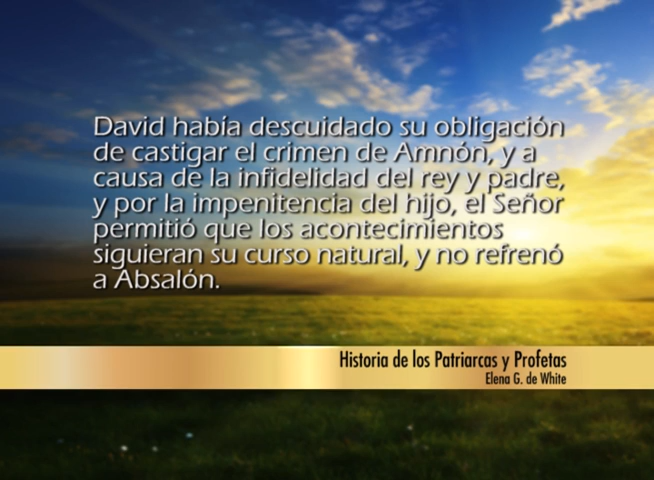 David había descuidado su obligación
de castigar el crimen de Amnón, y a
causa de la infidelidad del rey y padre,
y por la impenitencia del hijo, el Señor
permitió que los acontecimientos
siguieran su curso natural, y no refrenó
a Absalón.
Historia de los Patriarcas y Profetas
Elena G. de White